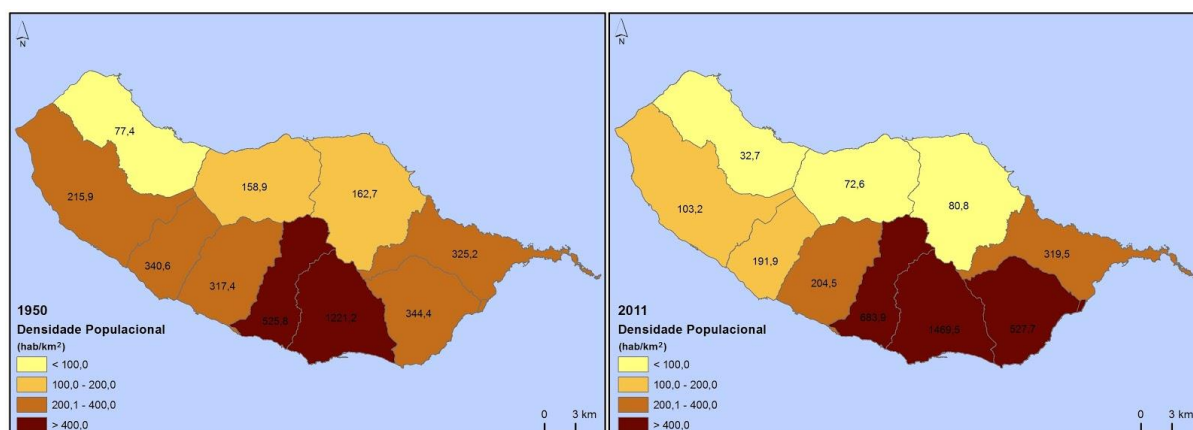 N
77,4
158,9
162,7
215,9
325,2
340,6
317,4
525,8
1221,2
344,4
1950
Densidade Populacional
(hab/km²)
< 100,0
100,0 - 200,0
200,1 - 400,0
> 400,0
0 3 km
N
32,7
72,6
80,8
103,2
191,9
204,5
319,5
683,9
1469,5
527,7
2011
Densidade Populacional
(hab/km²)
< 100,0
100,0 - 200,0
200,1 - 400,0
> 400,0
0 3 km